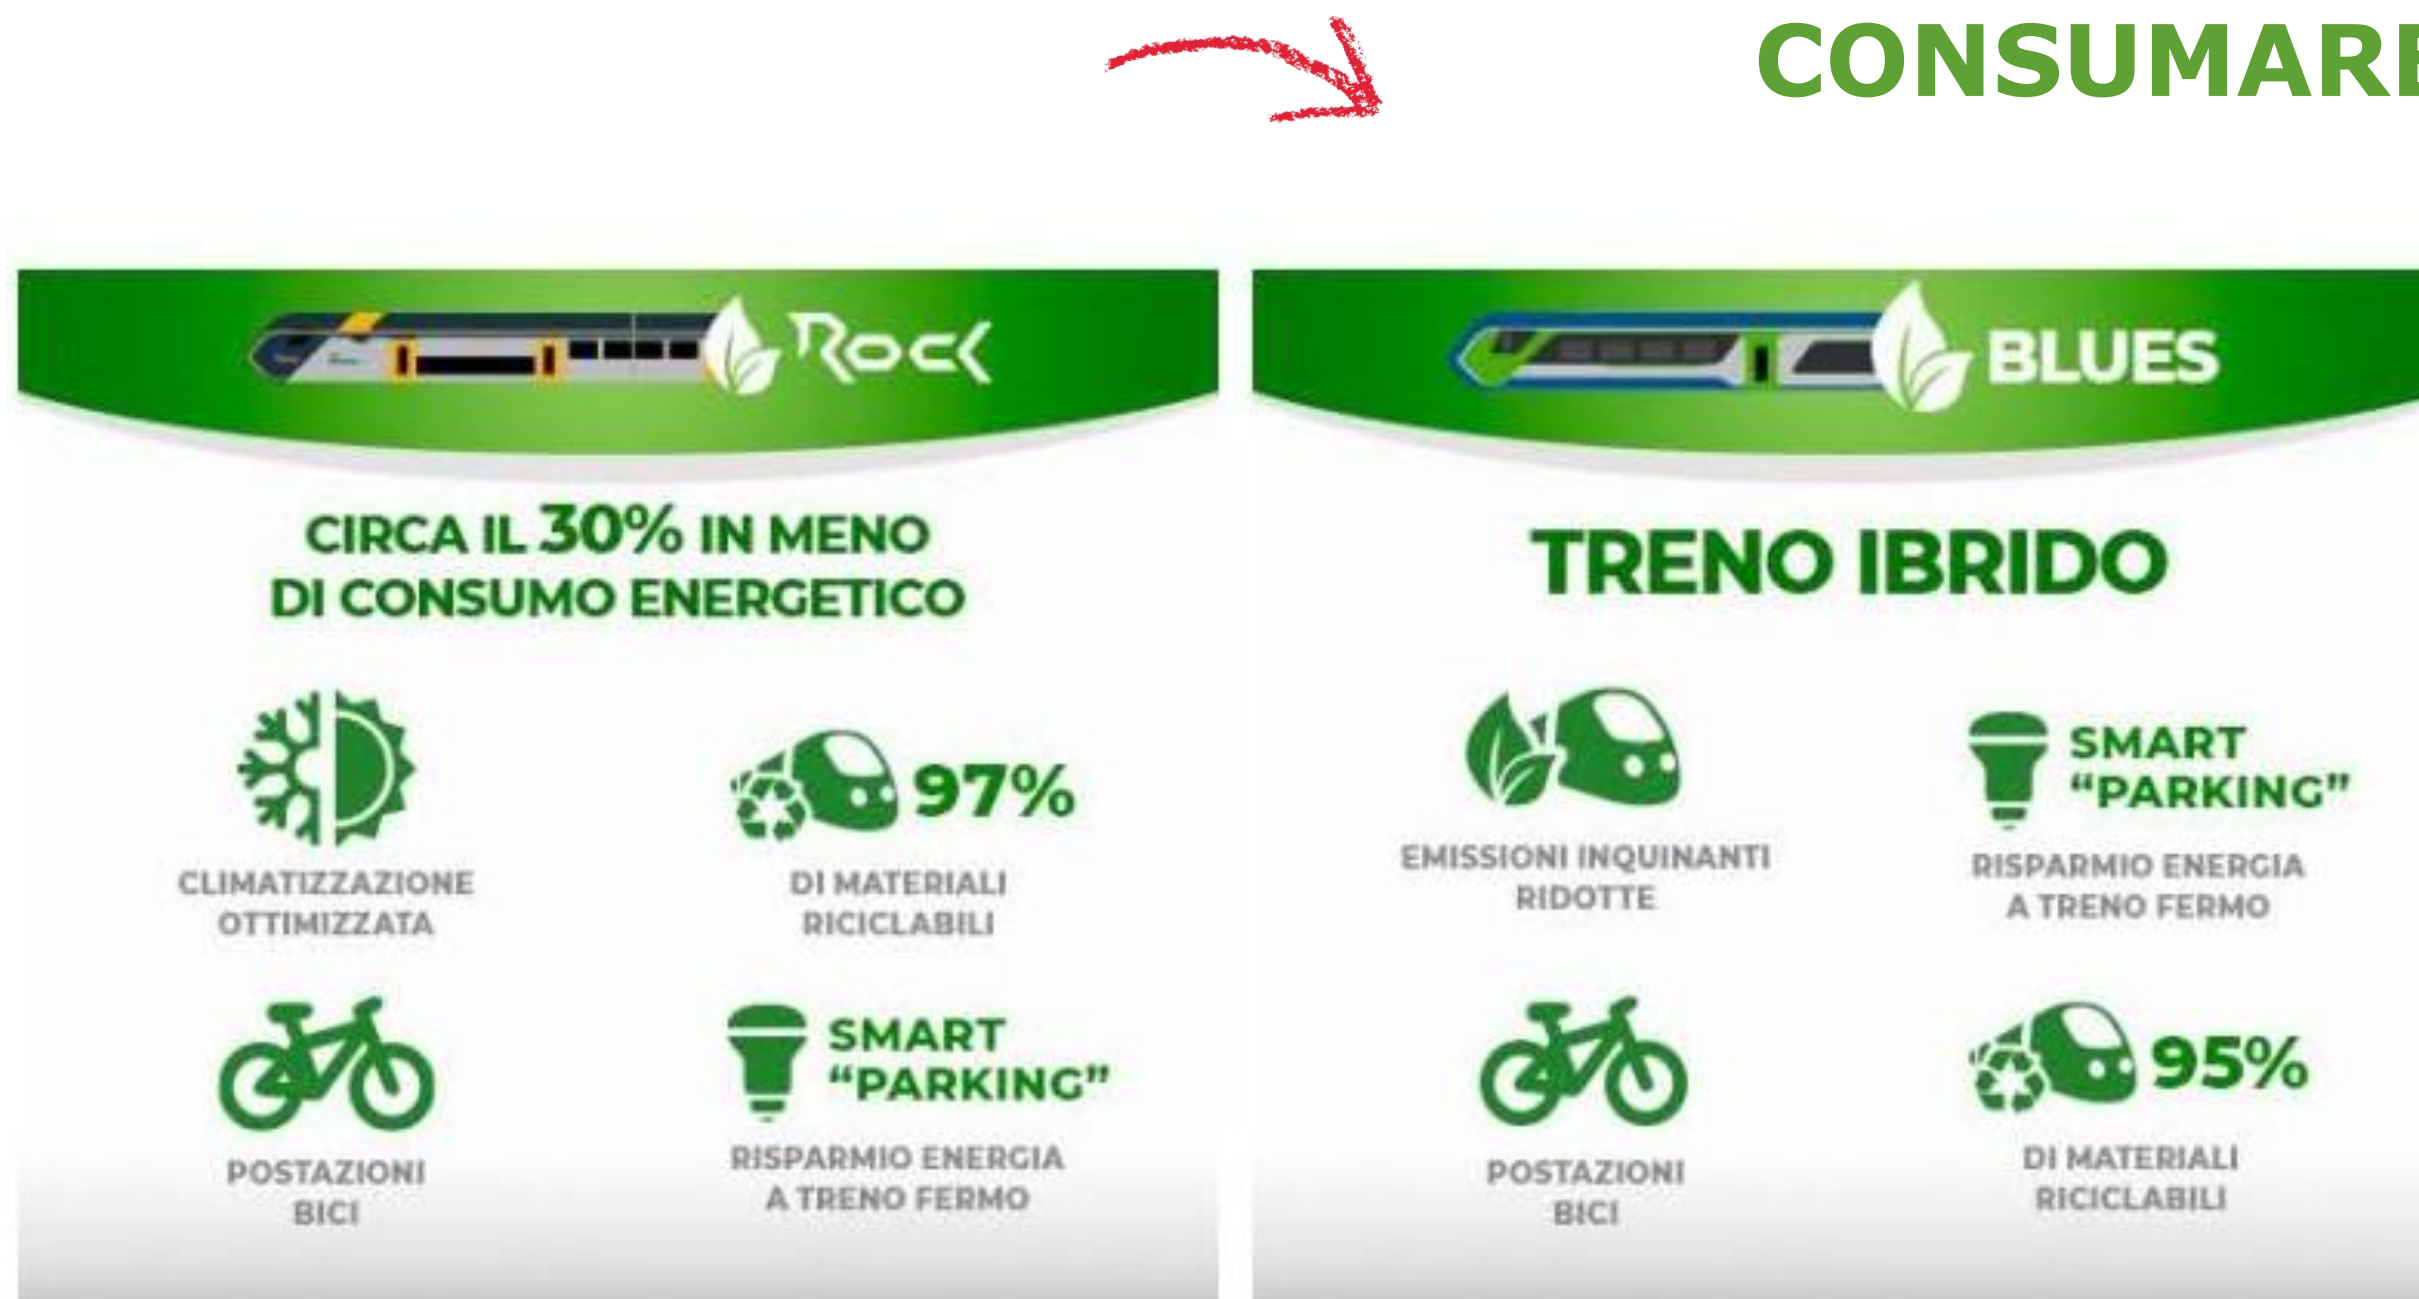 CONSUMARE
Rock
CIRCA IL 30% IN MENO
DI CONSUMO ENERGETICO
CLIMATIZZAZIONE
OTTIMIZZATA
97%
DI MATERIALI
RICICLABILI
POSTAZIONI
BICI
SMART
“PARKING”
RISPARMIO ENERGIA
A TRENO FERMO
BLUES
TRENO IBRIDO
EMISSIONI INQUINANTI
RIDOTTE
SMART
“PARKING”
RISPARMIO ENERGIA
A TRENO FERMO
POSTAZIONI
BICI
95%
DI MATERIALI
RICICLABILI